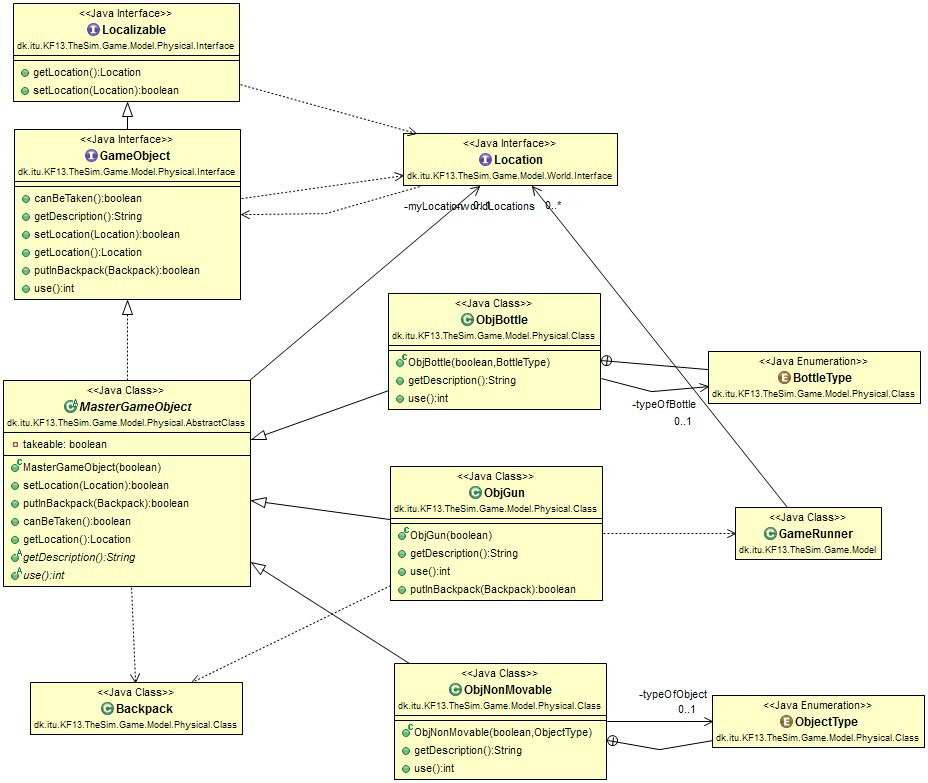 <<Java Interface>>
Localizable
dk.itu.KF13.TheSim.Game.Model.Physical.Interface
getLocation():Location
setLocation(Location):boolean
<<Java Interface>>
GameObject
dk.itu.KF13.TheSim.Game.Model.Physical.Interface
canBeTaken():boolean
getDescription():String
setLocation(Location):boolean
getLocation():Location
putInBackpack(Backpack):boolean
use():int
<<Java Interface>>
Location
dk.itu.KF13.TheSim.Game.Model.World.Interface
-myLocation
0..1
-worldLocations
0..*
<<Java Class>>
MasterGameObject
dk.itu.KF13.TheSim.Game.Model.Physical.AbstractClass
takeable: boolean
MasterGameObject(boolean)
setLocation(Location):boolean
putInBackpack(Backpack):boolean
canBeTaken():boolean
getLocation():Location
getDescription():String
use():int
<<Java Class>>
ObjBottle
dk.itu.KF13.TheSim.Game.Model.Physical.Class
ObjBottle(boolean,BottleType)
getDescription():String
use():int
<<Java Enumeration>>
BottleType
dk.itu.KF13.TheSim.Game.Model.Physical.Class
-typeOfBottle
0..1
<<Java Class>>
ObjGun
dk.itu.KF13.TheSim.Game.Model.Physical.Class
ObjGun(boolean)
getDescription():String
use():int
putInBackpack(Backpack):boolean
<<Java Class>>
GameRunner
dk.itu.KF13.TheSim.Game.Model
<<Java Class>>
Backpack
dk.itu.KF13.TheSim.Game.Model.Physical.Class
<<Java Class>>
ObjNonMovable
dk.itu.KF13.TheSim.Game.Model.Physical.Class
ObjNonMovable(boolean,ObjectType)
getDescription():String
use():int
-typeOfObject
0..1
<<Java Enumeration>>
ObjectType
dk.itu.KF13.TheSim.Game.Model.Physical.Class